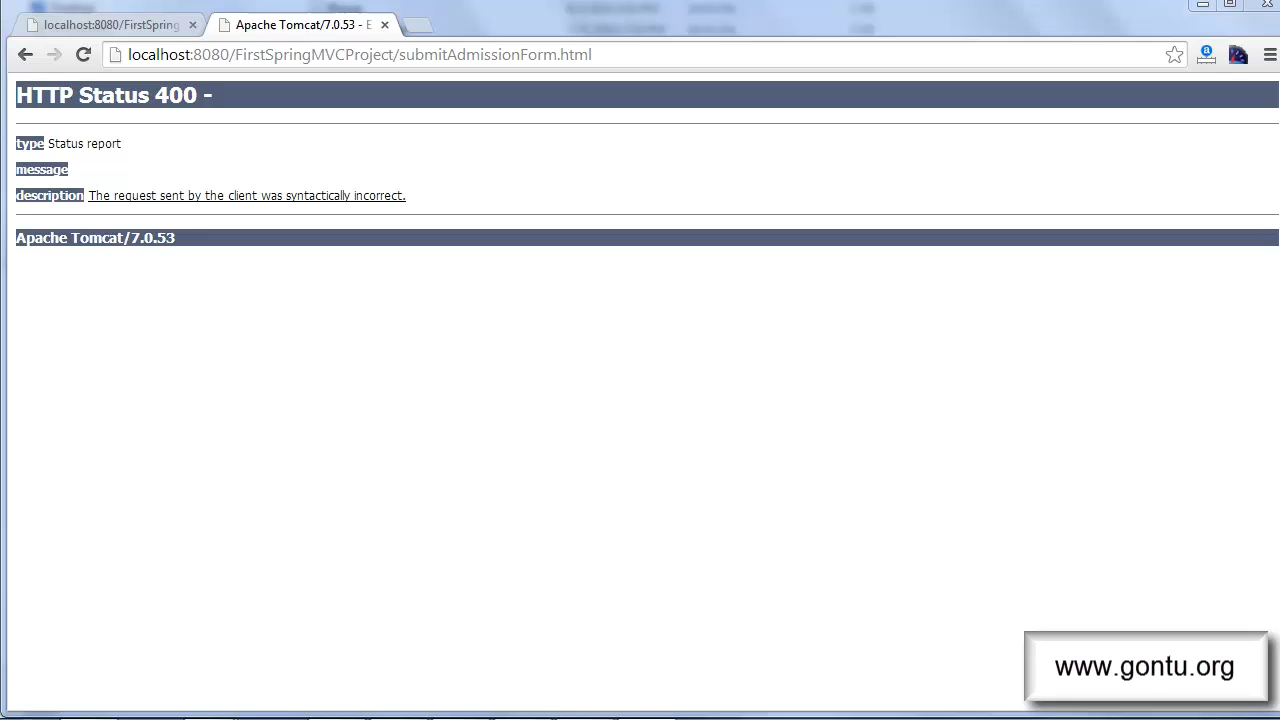 localhost:8080/FirstSpring
Apache Tomcat/7.0.53 - E
localhost:8080/FirstSpringMVCProject/submitAdmissionForm.html
HTTP Status 400 -
type Status report
message
description The request sent by the client was syntactically incorrect.
Apache Tomcat/7.0.53
www.gontu.org